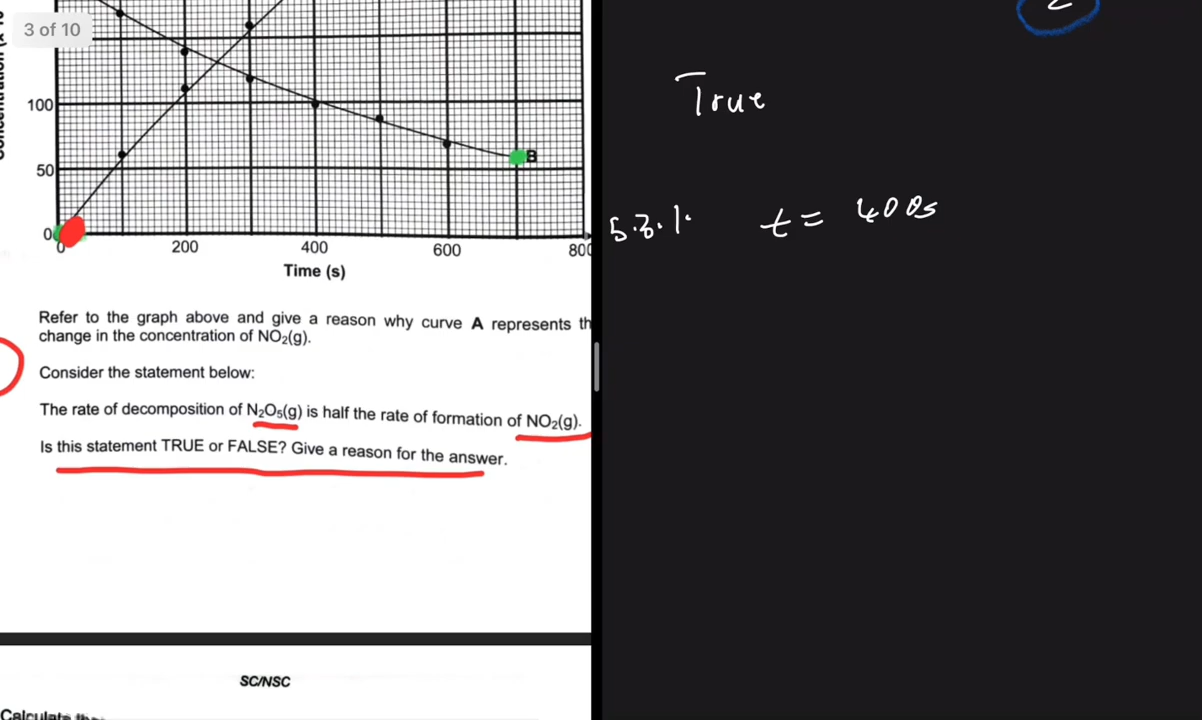 3 of 10
100
50
0
0
200
400
600
800
B
Time (s)
Refer to the graph above and give a reason why curve A represents th
change in the concentration of NO₂(g).
Consider the statement below:
The rate of decomposition of N₂O₅(g) is half the rate of formation of NO₂(g).
Is this statement TRUE or FALSE? Give a reason for the answer.
SC/NSC
True
5.3.1. t = 400s